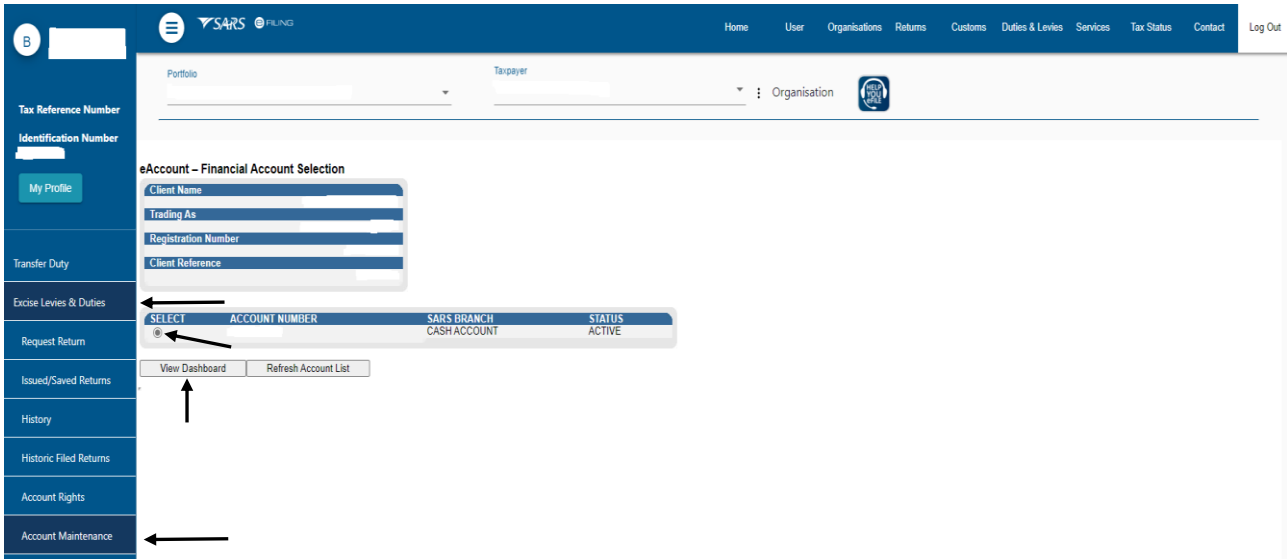 B
SARS eFILING
Home User Organisations Returns Customs Duties & Levies Services Tax Status Contact Log Out
Portfolio
Taxpayer
Organisation
HELP YOU eFILE
Tax Reference Number
Identification Number
My Profile
Transfer Duty
Excise Levies & Duties
Request Return
Issued/Saved Returns
History
Historic Filed Returns
Account Rights
Account Maintenance
eAccount – Financial Account Selection
Client Name
Trading As
Registration Number
Client Reference
SELECT ACCOUNT NUMBER SARS BRANCH STATUS
CASH ACCOUNT ACTIVE
View Dashboard Refresh Account List